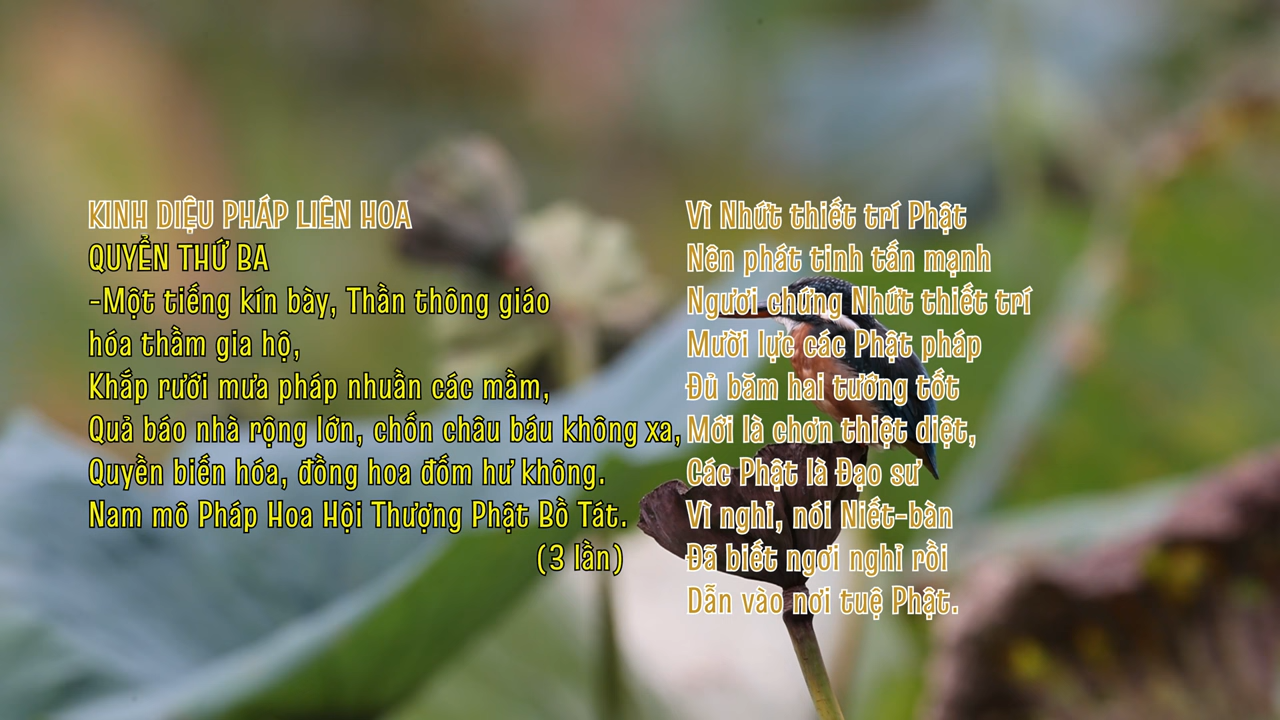 KINH DIỆU PHÁP LIÊN HOA
QUYỂN THỨ BA
-Một tiếng kín bày, Thần thông giáo
hóa thầm gia hộ,
Khắp rưới mưa pháp nhuần các mầm,
Quả báo nhà rộng lớn, chốn châu báu không xa,
Quyền biến hóa, đồng hoa đốm hư không.
Nam mô Pháp Hoa Hội Thượng Phật Bồ Tát.
(3 lần)
Vì Nhứt thiết trí Phật
Nên phát tinh tấn mạnh
Ngươi chứng Nhứt thiết trí
Mười lực các Phật pháp
Đủ băm hai tướng tốt
Mới là chơn thiệt diệt,
Các Phật là Đạo sư
Vì nghỉ, nói Niết-bàn
Đã biết ngơi nghỉ rồi
Dẫn vào nơi tuệ Phật.